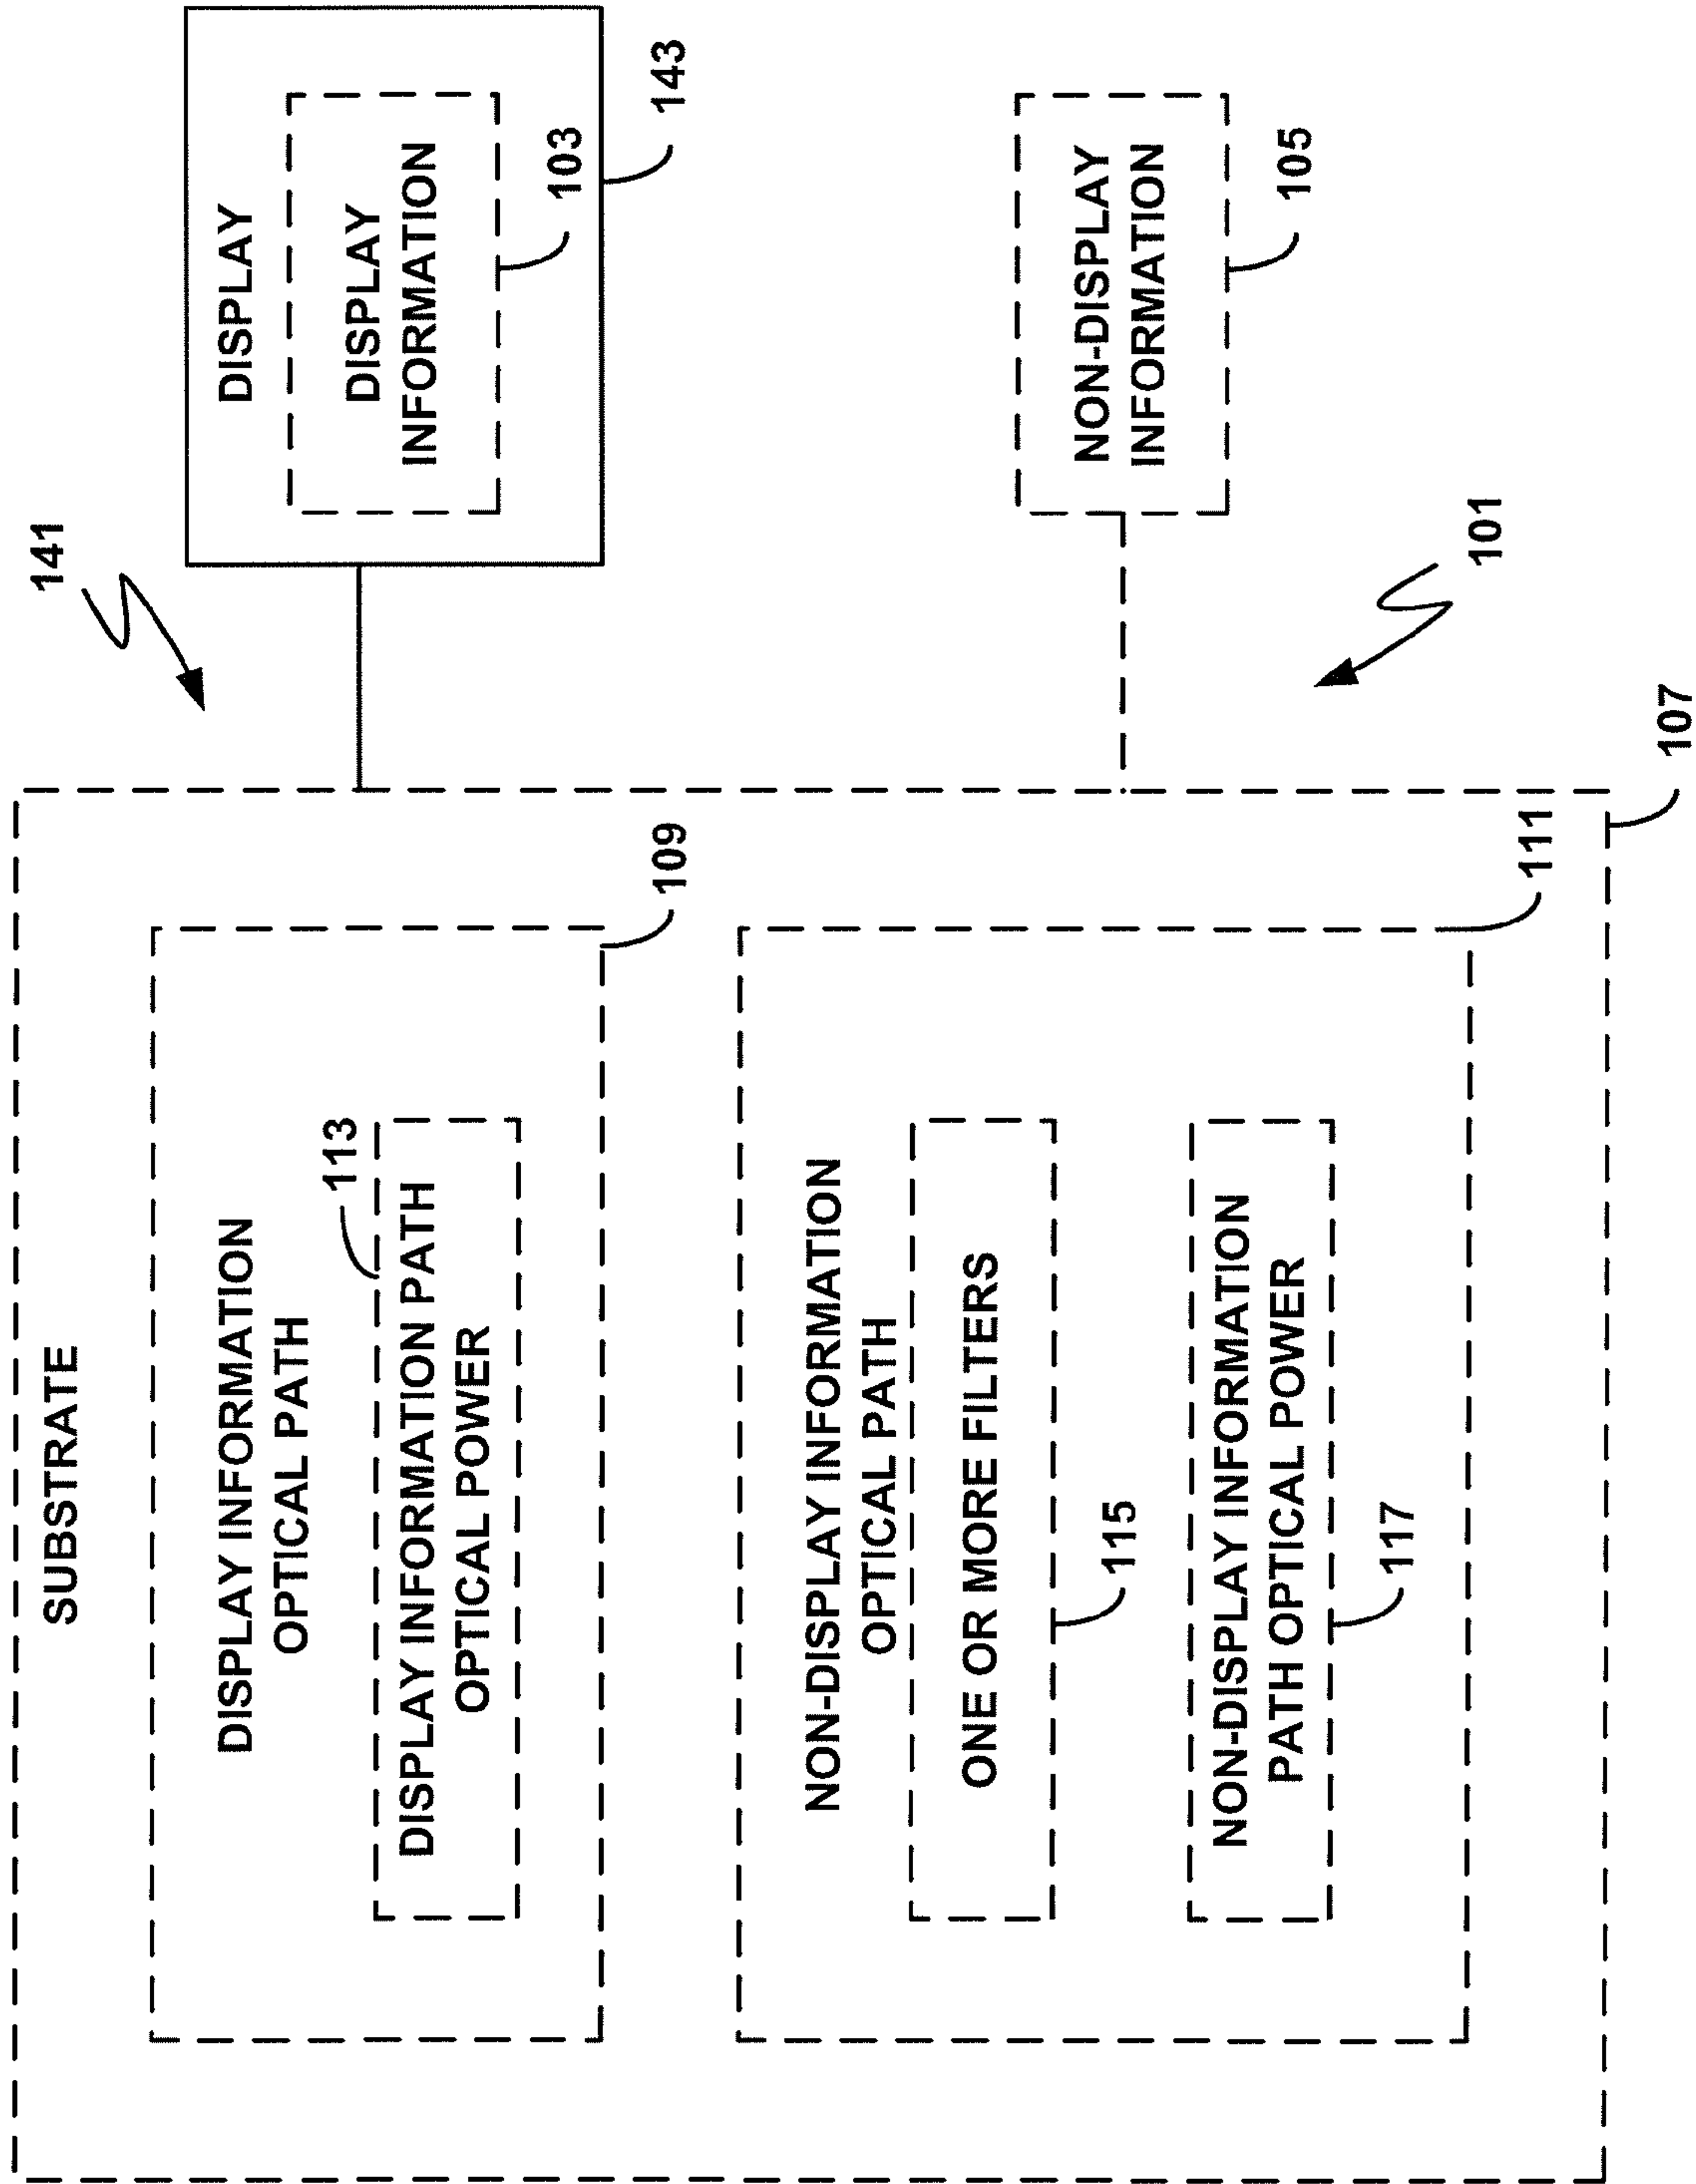 SUBSTRATE
DISPLAY INFORMATION
OPTICAL PATH
113
DISPLAY INFORMATION PATH
OPTICAL POWER
109
NON-DISPLAY INFORMATION
OPTICAL PATH
ONE OR MORE FILTERS
115
NON-DISPLAY INFORMATION
PATH OPTICAL POWER
117
111
107
141
DISPLAY
DISPLAY
INFORMATION
103
143
NON-DISPLAY
INFORMATION
105
101